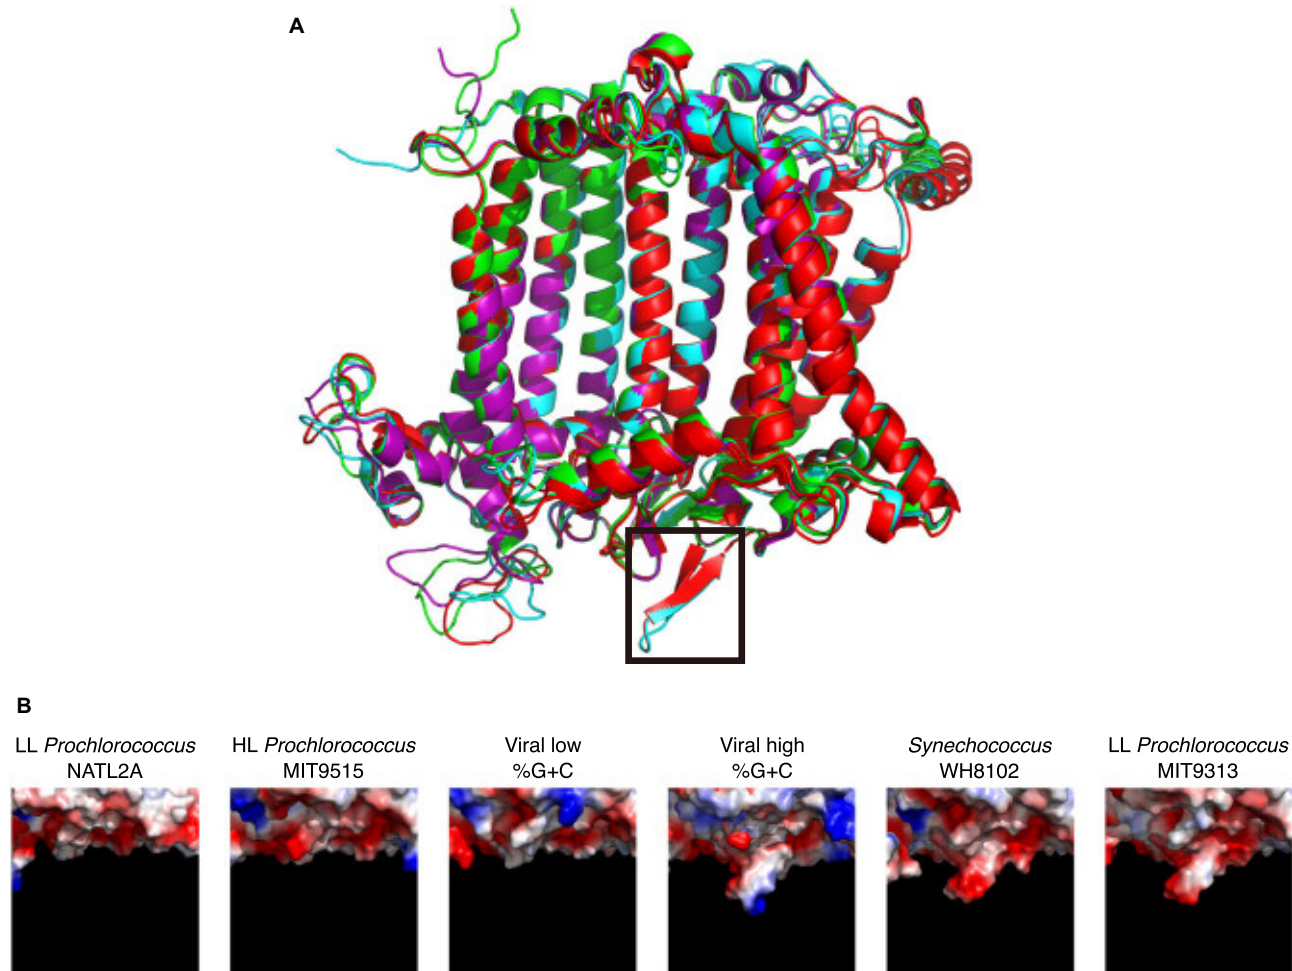 A
B
LL Prochlorococcus
NATL2A
HL Prochlorococcus
MIT9515
Viral low
%G+C
Viral high
%G+C
Synechococcus
WH8102
LL Prochlorococcus
MIT9313